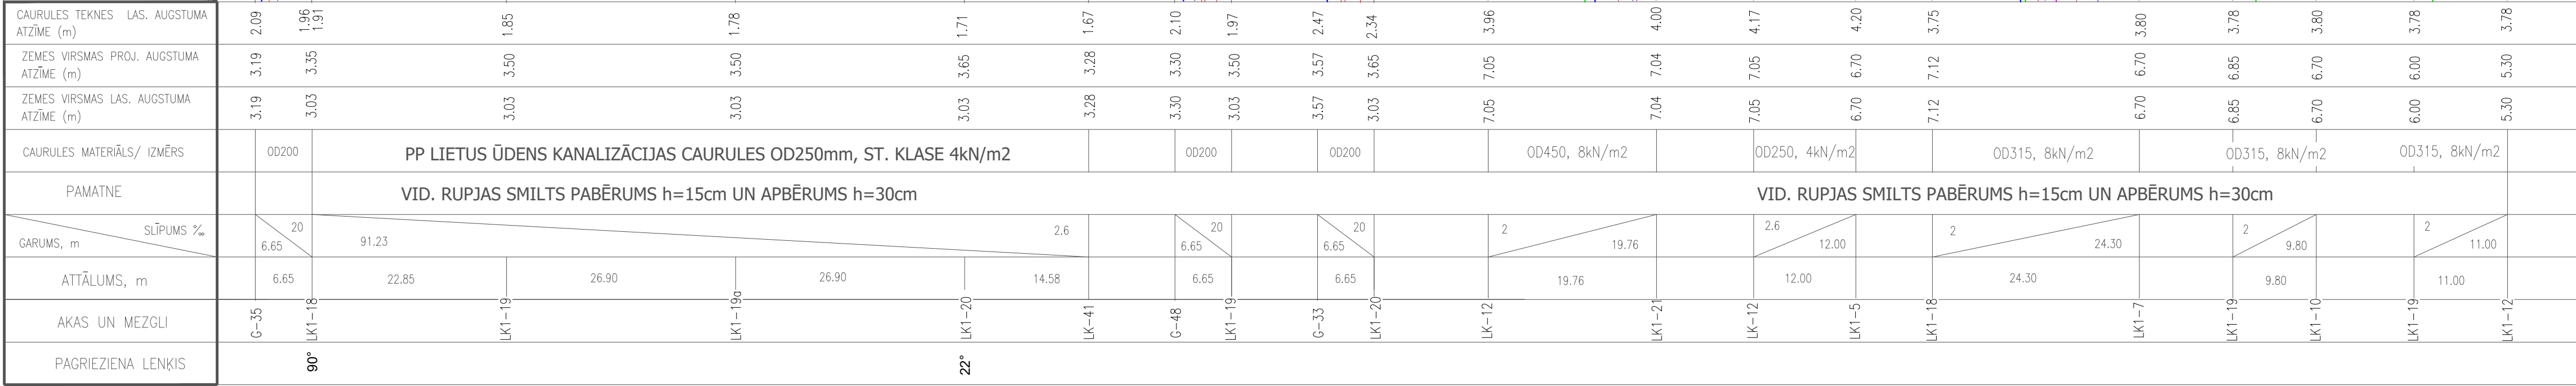 CAURULES TEKNES LAS. AUGSTUMA
ATZĪME (m)
2.09 1.96 1.91 1.85 1.78 1.71 1.67 2.10 1.97 2.47 2.34 3.96 4.00 4.17 4.20 3.75 3.80 3.78 3.80 3.78 3.78
ZEMES VIRSMAS PROJ. AUGSTUMA
ATZĪME (m)
3.19 3.35 3.50 3.50 3.65 3.28 3.30 3.50 3.57 3.65 7.05 7.04 7.05 6.70 7.12 6.70 6.85 6.70 6.00 5.30
ZEMES VIRSMAS LAS. AUGSTUMA
ATZĪME (m)
3.19 3.03 3.03 3.03 3.03 3.28 3.30 3.03 3.57 3.03 7.05 7.04 7.05 6.70 7.12 6.70 6.85 6.70 6.00 5.30
CAURULES MATERIĀLS/ IZMĒRS
OD200 PP LIETUS ŪDENS KANALIZĀCIJAS CAURULES OD250mm, ST. KLASE 4kN/m2 OD200 OD200 OD450, 8kN/m2 OD250, 4kN/m2 OD315, 8kN/m2 OD315, 8kN/m2 OD315, 8kN/m2
PAMATNE
VID. RUPJAS SMILTS PABĒRUMS h=15cm UN APBĒRUMS h=30cm VID. RUPJAS SMILTS PABĒRUMS h=15cm UN APBĒRUMS h=30cm
SLĪPUMS ‰
20 2.6 20 20 2 2.6 2 2 2
GARUMS, m
6.65 91.23 6.65 6.65 19.76 12.00 24.30 9.80 11.00
ATTĀLUMS, m
6.65 22.85 26.90 26.90 14.58 6.65 6.65 19.76 12.00 24.30 9.80 11.00
AKAS UN MEZGLI
G-35 LK1-18 LK1-19 LK1-19a LK1-20 LK-41 G-48 LK1-19 G-33 LK1-20 LK-12 LK1-21 LK-12 LK1-5 LK1-18 LK1-7 LK1-19 LK1-10 LK1-19 LK1-12
PAGRIEZIENA LEŅĶIS
90° 22°